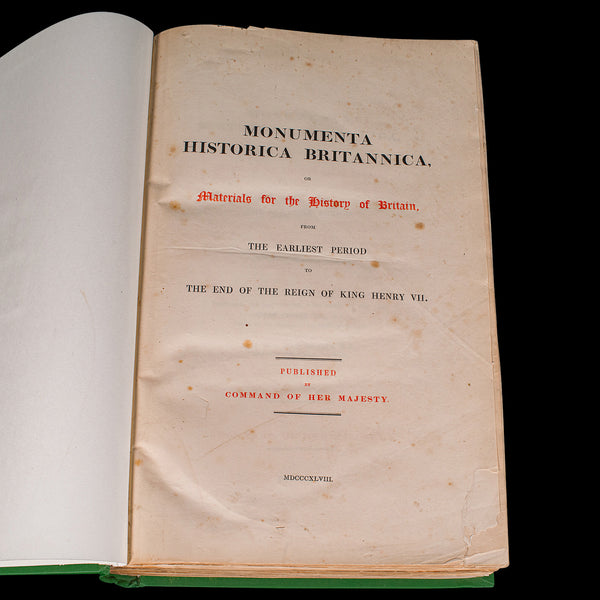 MONUMENTA
HISTORICA BRITANNICA,
OR
Materials for the History of Britain,
FROM
THE EARLIEST PERIOD
TO
THE END OF THE REIGN OF KING HENRY VII.
PUBLISHED
BY
COMMAND OF HER MAJESTY.
MDCCCXLVIII.